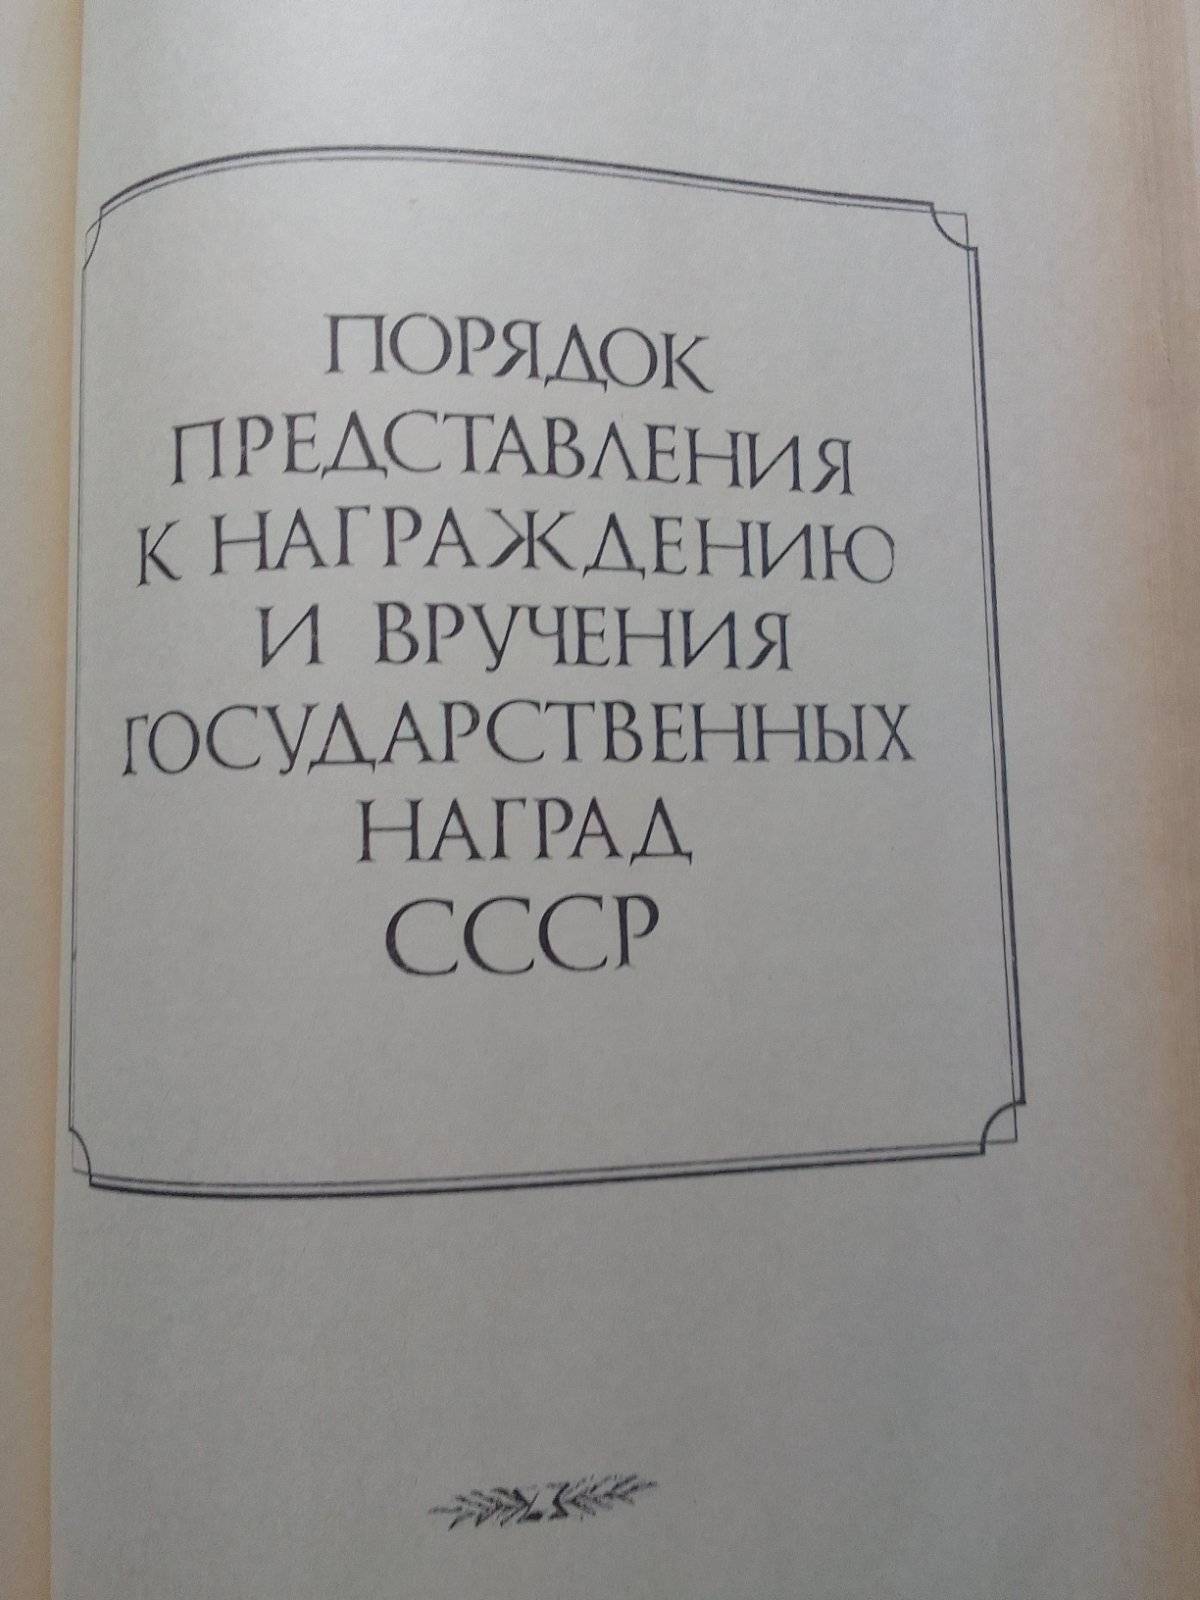 ПОРЯДОК
ПРЕДСТАВЛЕНИЯ
К НАГРАЖДЕНИЮ
И ВРУЧЕНИЯ
ГОСУДАРСТВЕННЫХ
НАГРАД
СССР